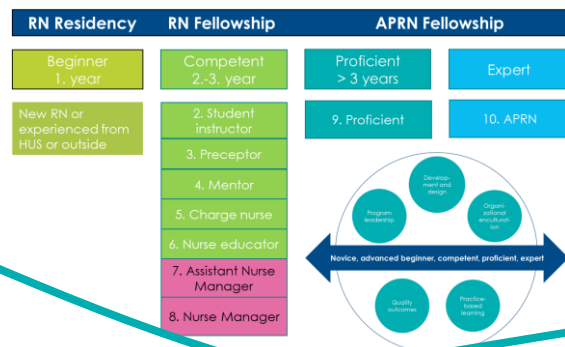 RN Residency
RN Fellowship
APRN Fellowship
Beginner
1. year
Competent
2.-3. year
Proficient
> 3 years
Expert
New RN or
experienced from
HUS or outside
2. Student
instructor
3. Preceptor
4. Mentor
5. Charge nurse
6. Nurse educator
7. Assistant Nurse
Manager
8. Nurse Manager
9. Proficient
10. APRN
Develop-
ment and
design
Program
leadership
Organi-
zational
enculturat-
ion
Novice, advanced beginner, competent, proficient, expert
Quality
outcomes
Practice-
based
learning